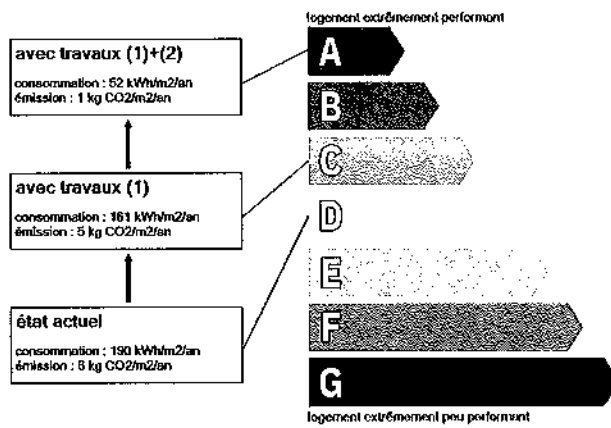 logement extrêmement performant
avec travaux (1)+(2)
consommation : 52 kWh/m2/an
émission : 1 kg CO2/m2/an
avec travaux (1)
consommation : 161 kWh/m2/an
émission : 5 kg CO2/m2/an
état actuel
consommation : 190 kWh/m2/an
émission : 6 kg CO2/m2/an
A
B
C
D
E
F
G
logement extrêmement peu performant